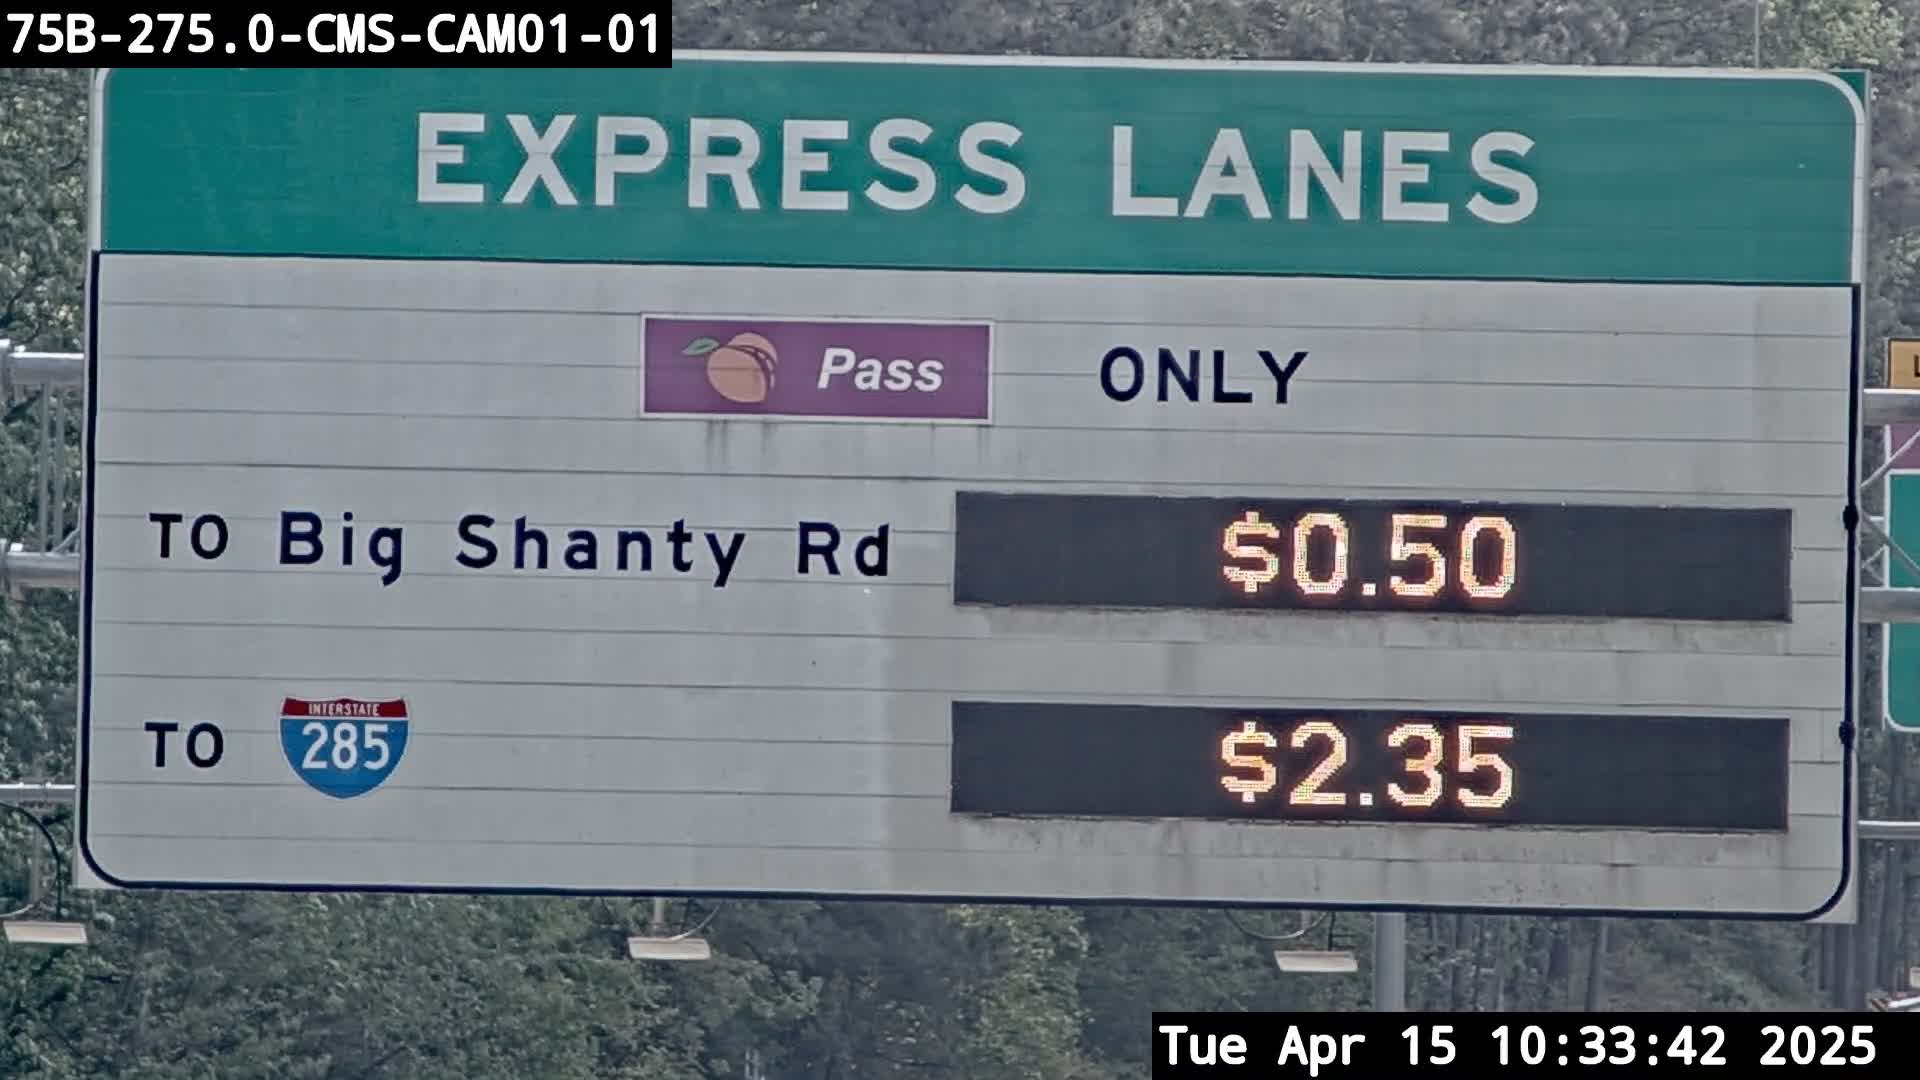 75B-275.0-CMS-CAM01-01
EXPRESS LANES
Pass ONLY
TO Big Shanty Rd $0.50
TO INTERSTATE 285 $2.35
Tue Apr 15 10:33:42 2025